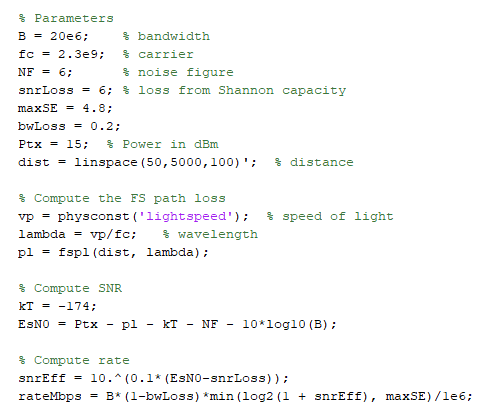 % Parameters
B = 20e6;    % bandwidth
fc = 2.3e9;  % carrier
NF = 6;      % noise figure
snrLoss = 6; % loss from Shannon capacity
maxSE = 4.8;
bwLoss = 0.2;
Ptx = 15;  % Power in dBm
dist = linspace(50,5000,100)';  % distance

% Compute the FS path loss
vp = physconst('lightspeed');  % speed of light
lambda = vp/fc;   % wavelength
pl = fspl(dist, lambda);

% Compute SNR
kT = -174;
EsN0 = Ptx - pl - kT - NF - 10*log10(B);

% Compute rate
snrEff = 10.^(0.1*(EsN0-snrLoss));
rateMbps = B*(1-bwLoss)*min(log2(1 + snrEff), maxSE)/1e6;